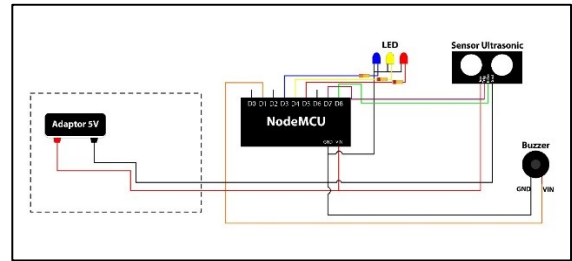 LED
Sensor Ultrasonic
Adaptor 5V
D0 D1 D2 D3 D4 D5 D6 D7 D8
NodeMCU
GND VIN
Buzzer
GND VIN